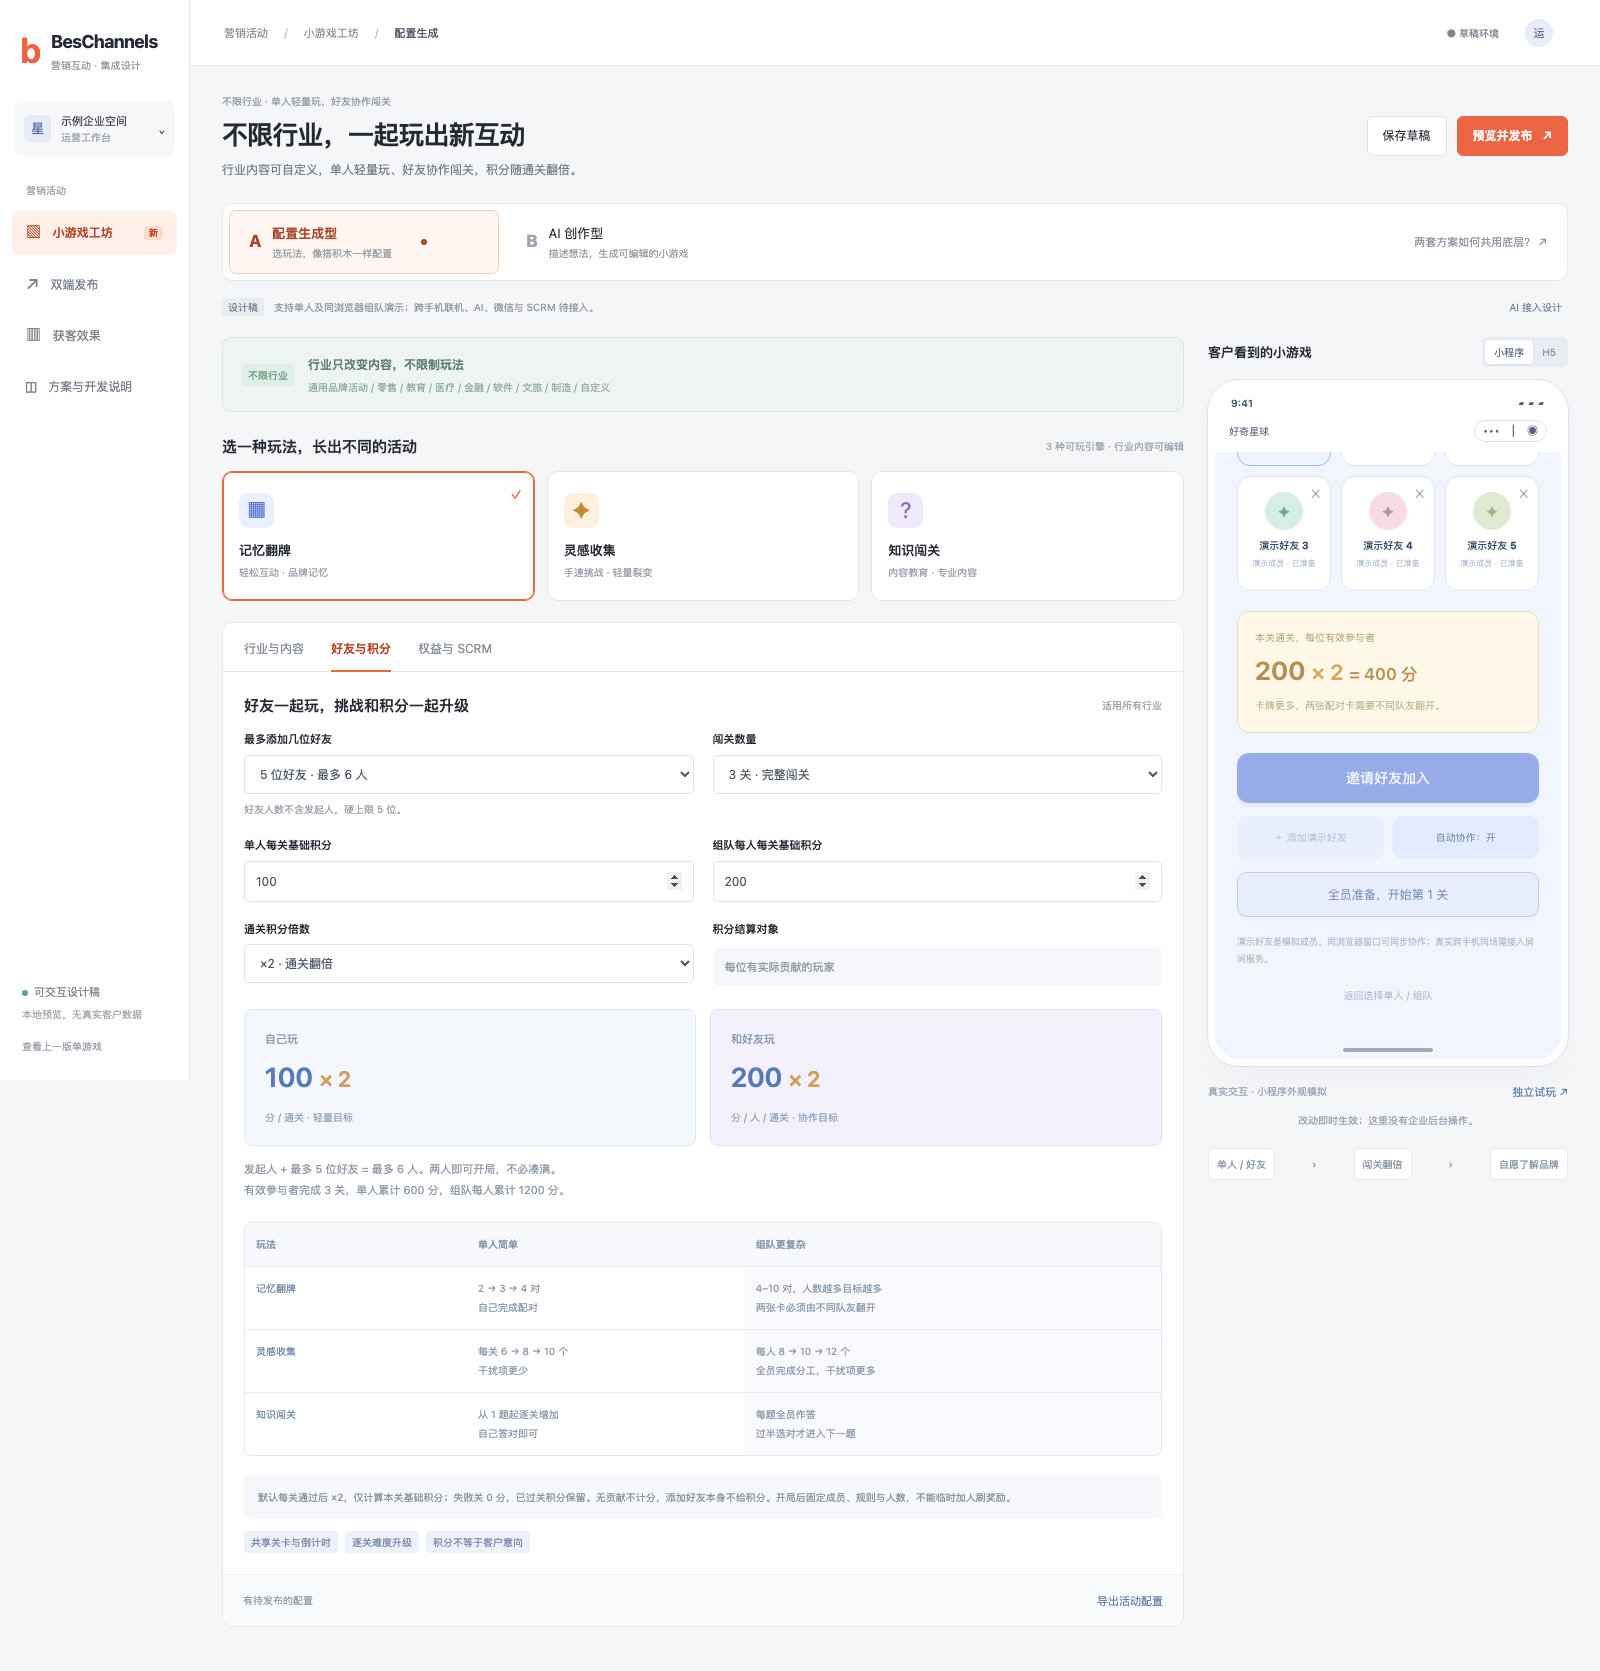 b BesChannels
营销互动 · 集成设计
星 示例企业空间
运营工作台
营销活动
小游戏工坊 新
双端发布
获客效果
方案与开发说明
可交互设计稿
本地预览，无真实客户数据
查看上一版单游戏
营销活动 / 小游戏工坊 / 配置生成
草稿环境 运
不限行业 · 单人轻量玩，好友协作闯关
不限行业，一起玩出新互动
行业内容可自定义，单人轻量玩、好友协作闯关，积分随通关翻倍。
保存草稿 预览并发布 ↗
A 配置生成型
选玩法，像搭积木一样配置
B AI 创作型
描述想法，生成可编辑的小游戏
两套方案如何共用底层？ ↗
设计稿 支持单人及同浏览器组队演示；跨手机联机、AI、微信与 SCRM 待接入。
AI 接入设计
不限行业 行业只改变内容，不限制玩法
通用品牌活动 / 零售 / 教育 / 医疗 / 金融 / 软件 / 文旅 / 制造 / 自定义
选一种玩法，长出不同的活动
3 种可玩引擎 · 行业内容可编辑
记忆翻牌
轻松互动 · 品牌记忆
灵感收集
手速挑战 · 轻量裂变
?
知识闯关
内容教育 · 专业内容
行业与内容 好友与积分 权益与 SCRM
好友一起玩，挑战和积分一起升级
适用所有行业
最多添加几位好友
5 位好友 · 最多 6 人
好友人数不含发起人，硬上限 5 位。
闯关数量
3 关 · 完整闯关
单人每关基础积分
100
组队每人每关基础积分
200
通关积分倍数
×2 · 通关翻倍
积分结算对象
每位有实际贡献的玩家
自己玩
100 × 2
分 / 通关 · 轻量目标
和好友玩
200 × 2
分 / 人 / 通关 · 协作目标
发起人 + 最多 5 位好友 = 最多 6 人。两人即可开局，不必凑满。
有效参与者完成 3 关，单人累计 600 分，组队每人累计 1200 分。
玩法 单人简单 组队更复杂
记忆翻牌
2 → 3 → 4 对
自己完成配对
4–10 对，人数越多目标越多
两张卡必须由不同队友翻开
灵感收集
每关 6 → 8 → 10 个
干扰项更少
每人 8 → 10 → 12 个
全员完成分工，干扰项更多
知识闯关
从 1 题起逐关增加
自己答对即可
每题全员作答
过半选对才进入下一题
默认每关通过后 ×2，仅计算本关基础积分；失败关 0 分，已过关积分保留。无贡献不计分，添加好友本身不给积分。开局后固定成员、规则与人数，不能临时加人刷奖励。
共享关卡与倒计时 逐关难度升级 积分不等于客户意向
有待发布的配置
导出活动配置
客户看到的小游戏
小程序 H5
9:41
好奇星球
演示好友 3
演示成员 · 已准备
演示好友 4
演示成员 · 已准备
演示好友 5
演示成员 · 已准备
本关通关，每位有效参与者
200 × 2 = 400 分
卡牌更多，两张配对卡需要不同队友翻开。
邀请好友加入
+ 添加演示好友 自动协作：开
全员准备，开始第 1 关
演示好友是模拟成员。同浏览器窗口可同步协作；真实跨手机同场需接入房
间服务。
返回选择单人 / 组队
真实交互 · 小程序外观模拟
独立试玩 ↗
改动即时生效；这里没有企业后台操作。
单人 / 好友 › 闯关翻倍 › 自愿了解品牌